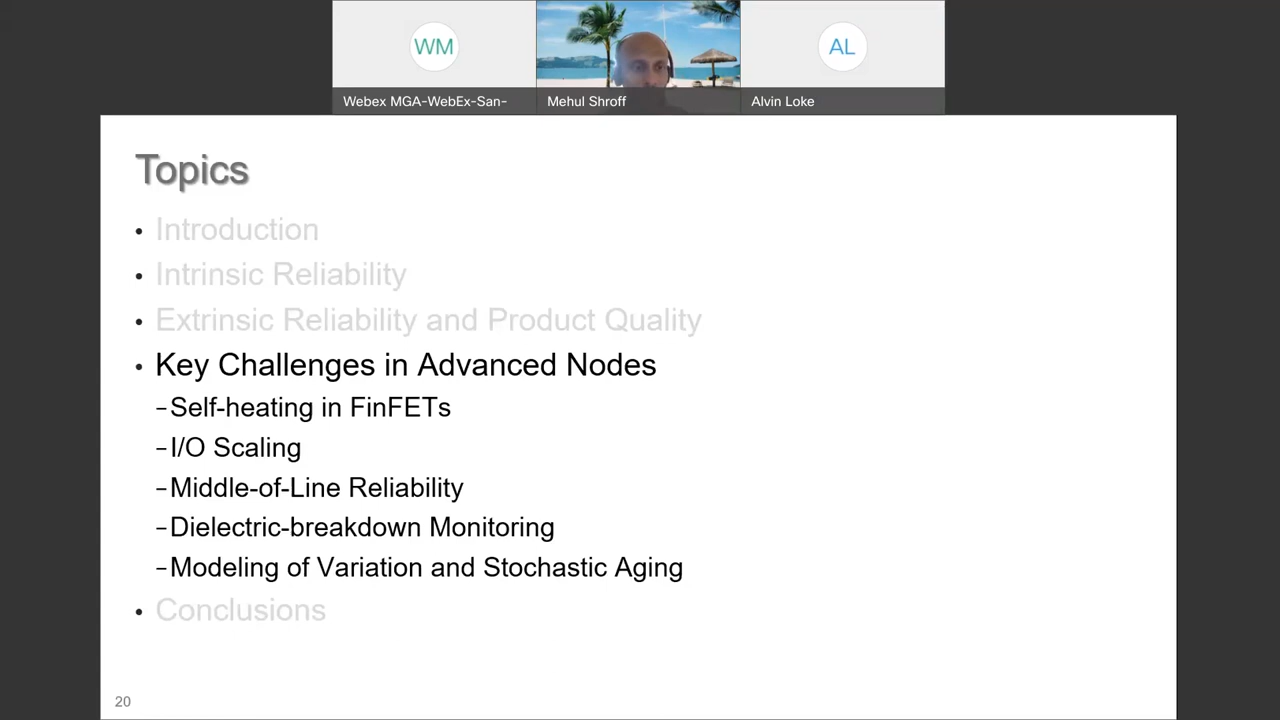 WM
AL
Webex MGA-WebEx-San-
Mehul Shroff
Alvin Loke
Topics
• Introduction
• Intrinsic Reliability
• Extrinsic Reliability and Product Quality
• Key Challenges in Advanced Nodes
–Self-heating in FinFETs
–I/O Scaling
–Middle-of-Line Reliability
–Dielectric-breakdown Monitoring
–Modeling of Variation and Stochastic Aging
• Conclusions
20